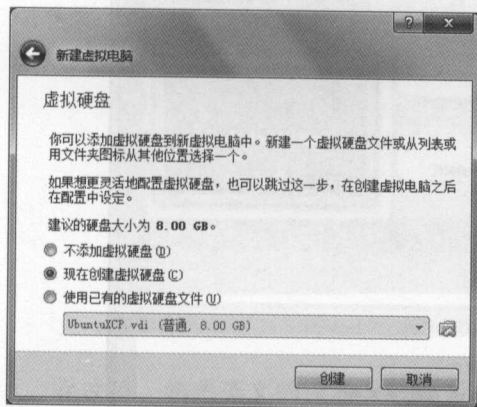 新建虚拟电脑
虚拟硬盘
你可以添加虚拟硬盘到新虚拟电脑中。新建一个虚拟硬盘文件或从列表或
用文件夹图标从其他位置选择一个。
如果想更灵活地配置虚拟硬盘，也可以跳过这一步，在创建虚拟电脑之后
在配置中设定。
建议的硬盘大小为 8.00 GB。
不添加虚拟硬盘(D)
现在创建虚拟硬盘(C)
使用已有的虚拟硬盘文件(U)
UbuntuXCP.vdi (普通, 8.00 GB)
创建
取消